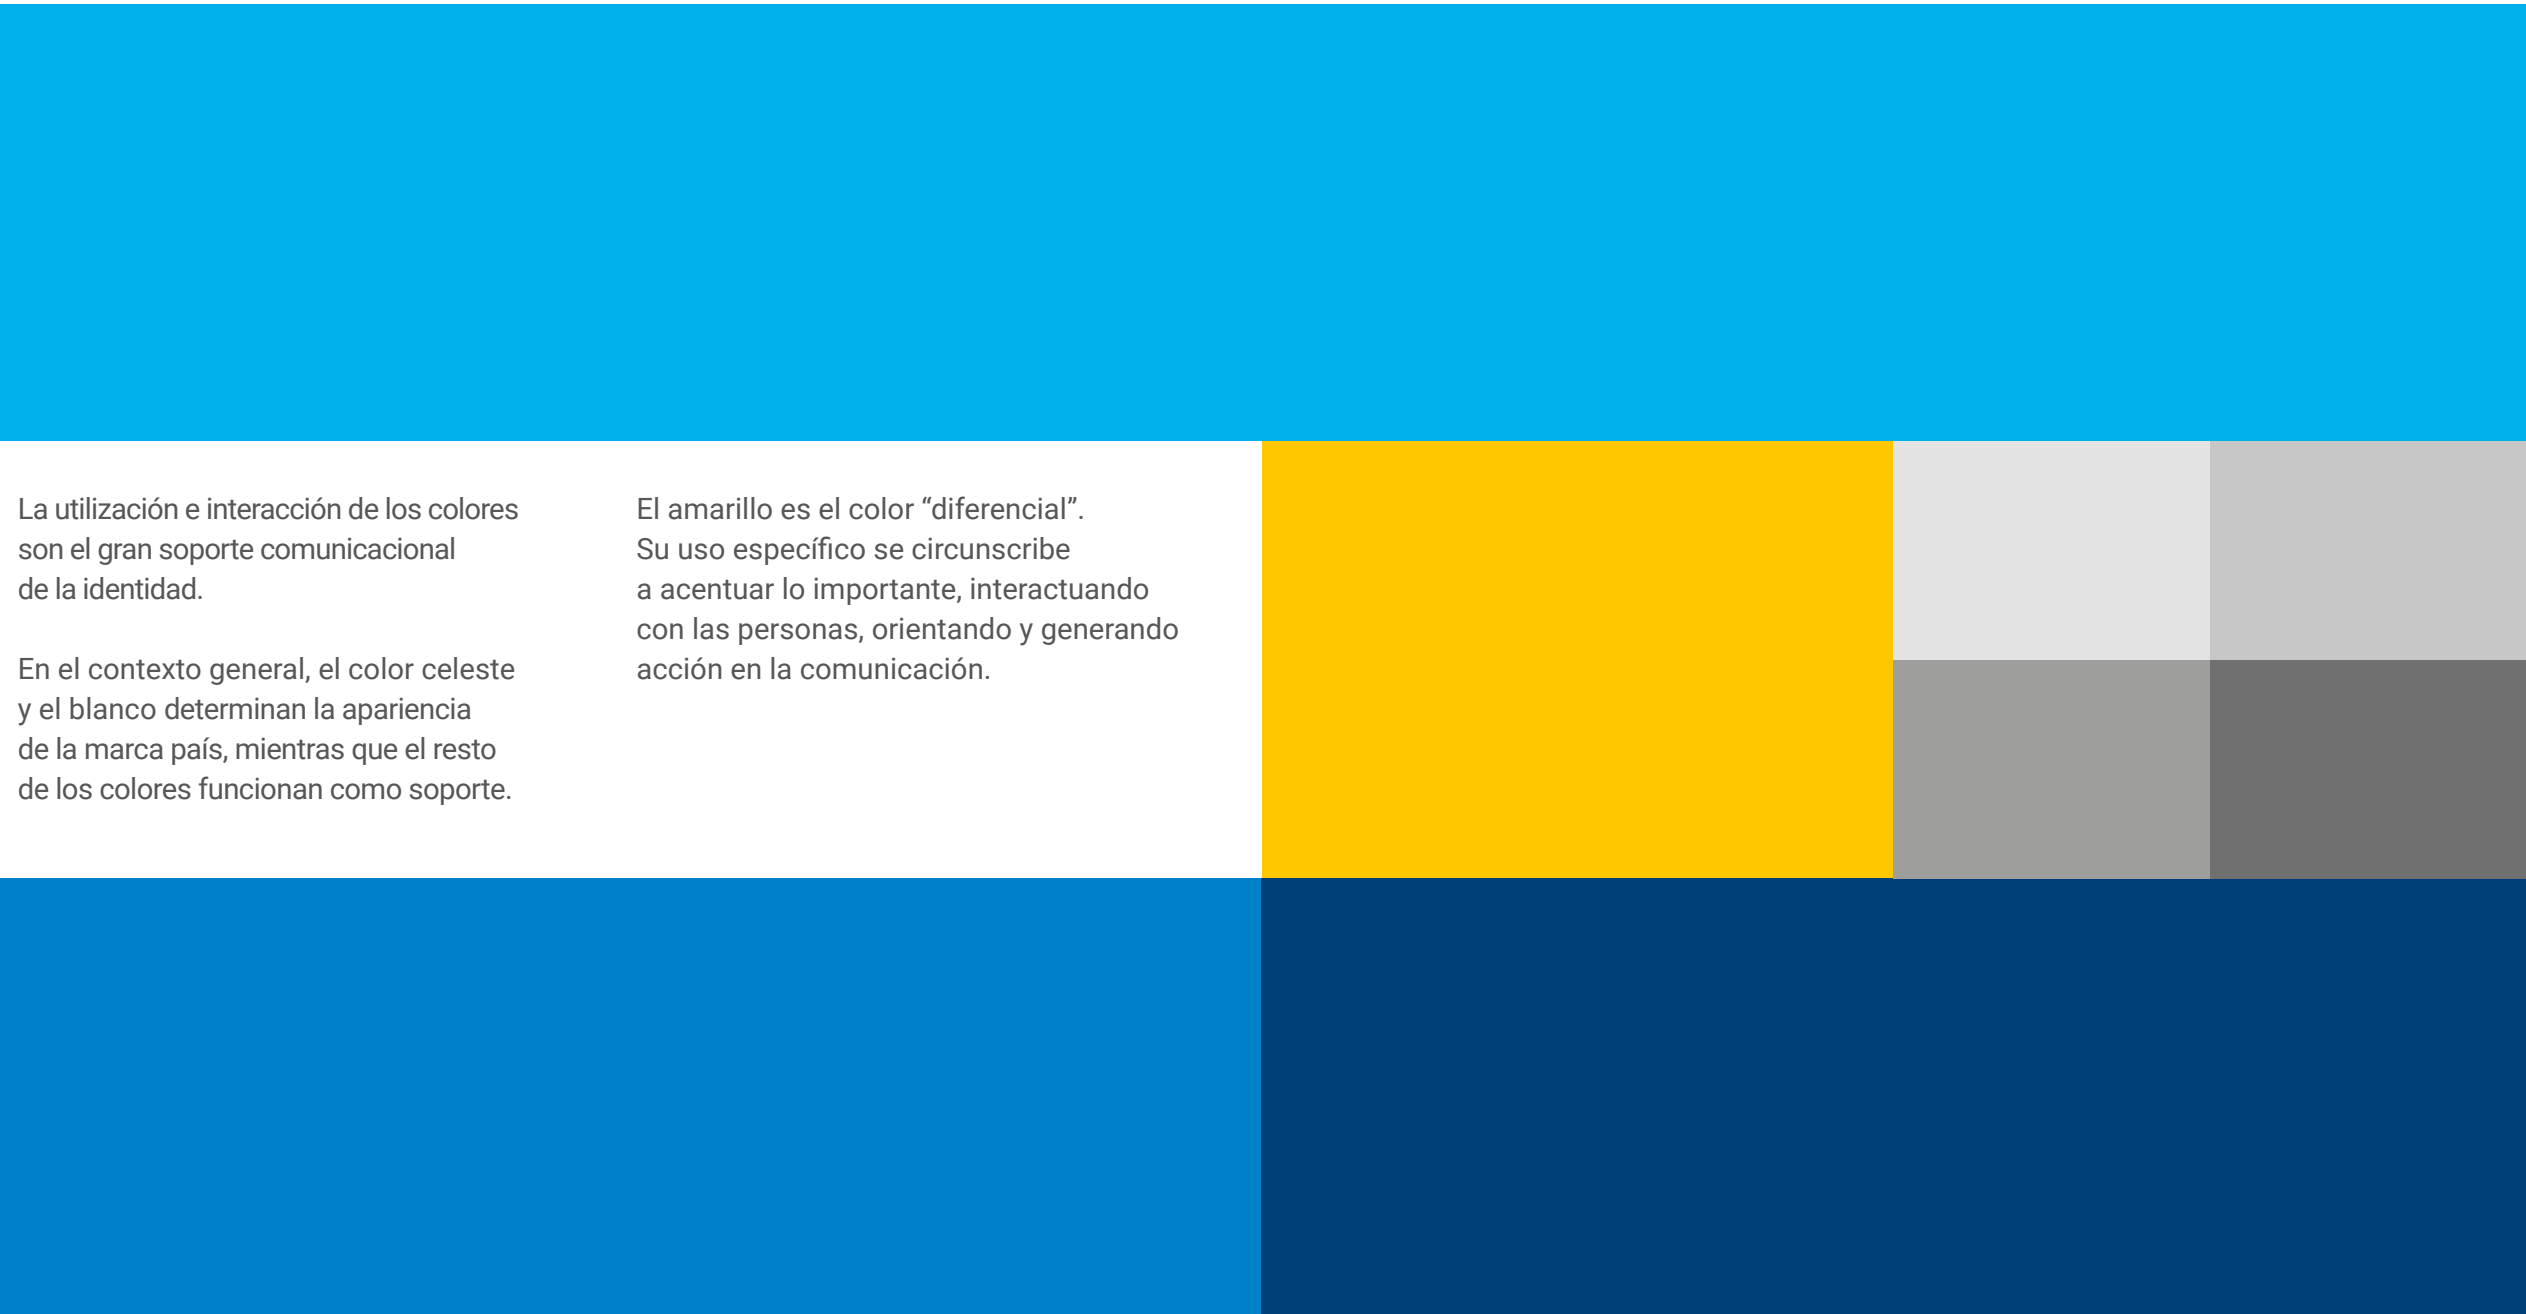 La utilización e interacción de los colores
son el gran soporte comunicacional
de la identidad.
En el contexto general, el color celeste
y el blanco determinan la apariencia
de la marca país, mientras que el resto
de los colores funcionan como soporte.
El amarillo es el color “diferencial”.
Su uso específico se circunscribe
a acentuar lo importante, interactuando
con las personas, orientando y generando
acción en la comunicación.